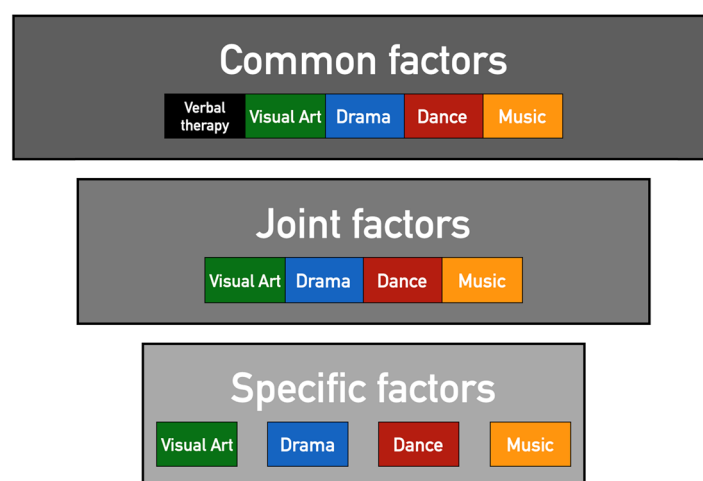 Common factors
Verbal
therapy
Visual Art
Drama
Dance
Music
Joint factors
Visual Art
Drama
Dance
Music
Specific factors
Visual Art
Drama
Dance
Music